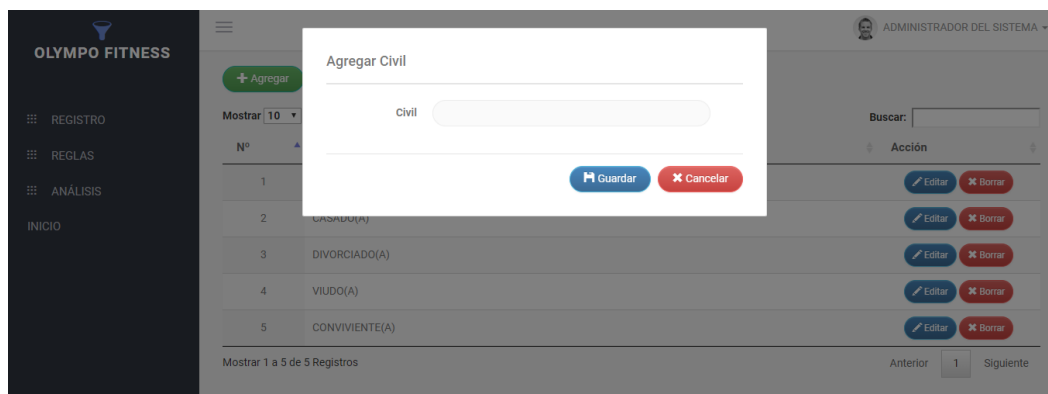 OLYMPO FITNESS
ADMINISTRADOR DEL SISTEMA
REGISTRO
REGLAS
ANÁLISIS
INICIO
Agregar
Agregar Civil
Civil
Guardar
Cancelar
Mostrar 10
Buscar:
Nº Acción
1 Editar Borrar
2 CASADO(A) Editar Borrar
3 DIVORCIADO(A) Editar Borrar
4 VIUDO(A) Editar Borrar
5 CONVIVIENTE(A) Editar Borrar
Mostrar 1 a 5 de 5 Registros
Anterior 1 Siguiente